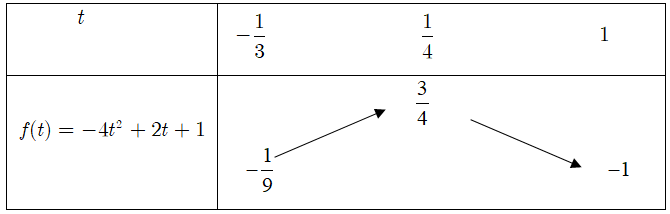 t -1/3 1/4 1
f(t) = -4t² + 2t + 1 -1/9 3/4 -1